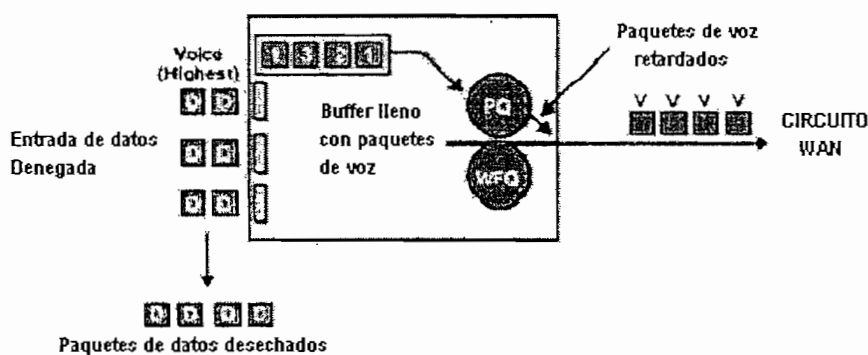 Voice
(Highest)
Paquetes de voz
retardados
Entrada de datos
Denegada
Buffer lleno
con paquetes
de voz
PQ
WFQ
V V V V
CIRCUITO
WAN
Paquetes de datos desechados